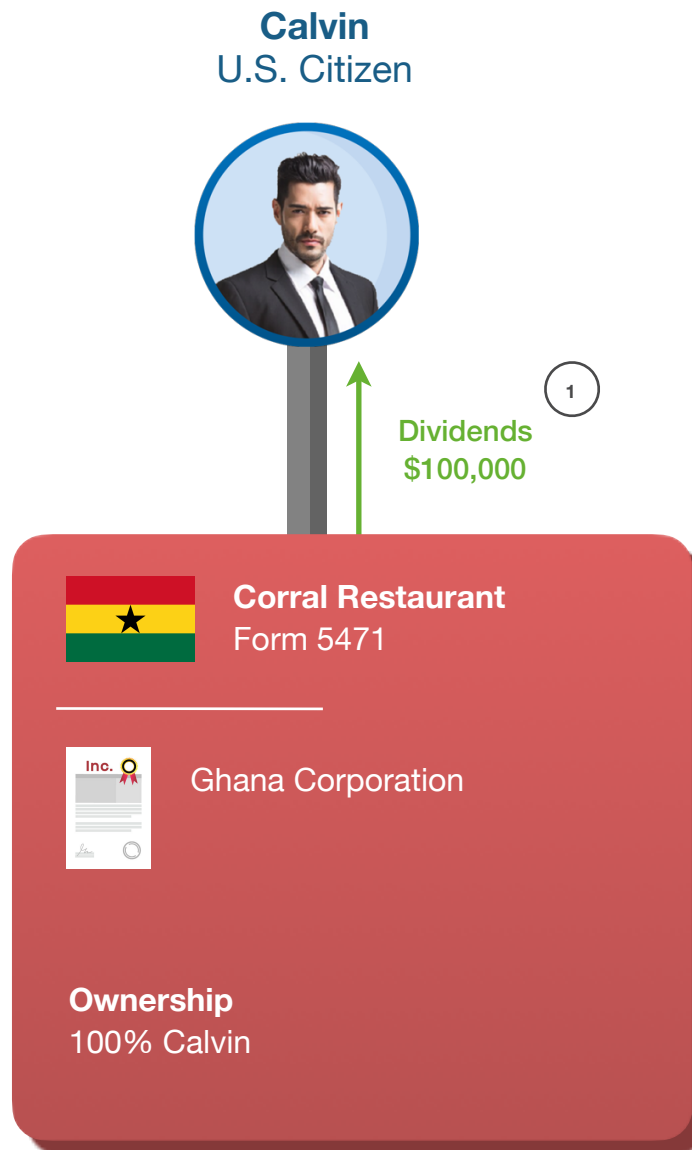 Calvin
U.S. Citizen
1
Dividends
$100,000
Corral Restaurant
Form 5471
Inc.
Ghana Corporation
Ownership
100% Calvin